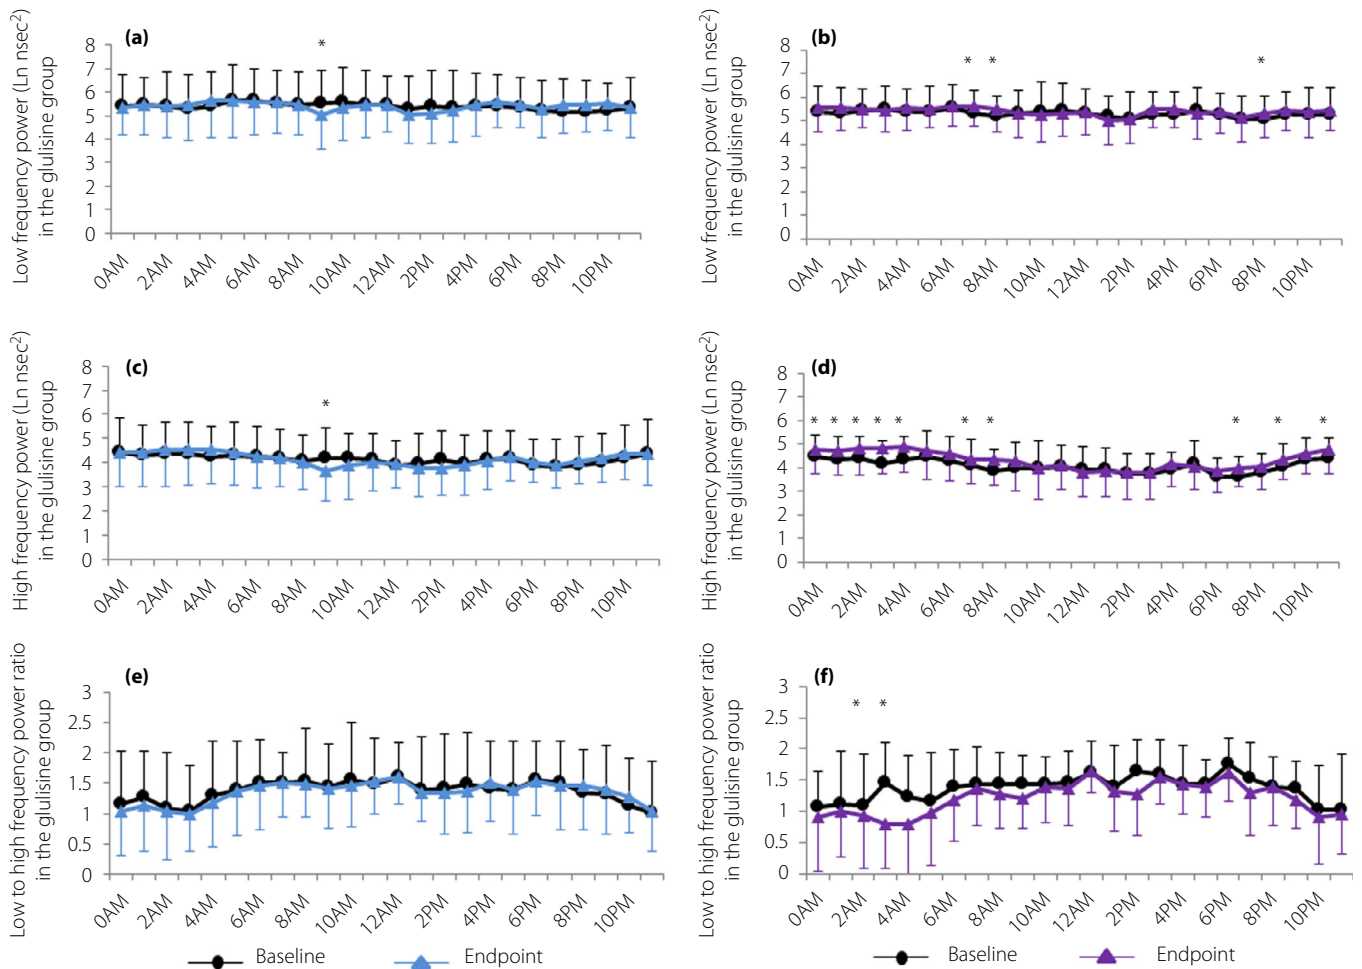 (a)
*
Low frequency power (Ln nsec²)
in the glulisine group
8
7
6
5
4
3
2
1
0
0AM 2AM 4AM 6AM 8AM 10AM 12AM 2PM 4PM 6PM 8PM 10PM
(b)
* * *
Low frequency power (Ln nsec²)
in the glulisine group
8
7
6
5
4
3
2
1
0
0AM 2AM 4AM 6AM 8AM 10AM 12AM 2PM 4PM 6PM 8PM 10PM
(c)
*
High frequency power (Ln nsec²)
in the glulisine group
8
7
6
5
4
3
2
1
0
0AM 2AM 4AM 6AM 8AM 10AM 12AM 2PM 4PM 6PM 8PM 10PM
(d)
* * * * * * * * * *
High frequency power (Ln nsec²)
in the glulisine group
8
7
6
5
4
3
2
1
0
0AM 2AM 4AM 6AM 8AM 10AM 12AM 2PM 4PM 6PM 8PM 10PM
(e)
Low to high frequency power ratio
in the glulisine group
3
2.5
2
1.5
1
0.5
0
0AM 2AM 4AM 6AM 8AM 10AM 12AM 2PM 4PM 6PM 8PM 10PM
Baseline Endpoint
(f)
* *
Low to high frequency power ratio
in the glulisine group
3
2.5
2
1.5
1
0.5
0
0AM 2AM 4AM 6AM 8AM 10AM 12AM 2PM 4PM 6PM 8PM 10PM
Baseline Endpoint